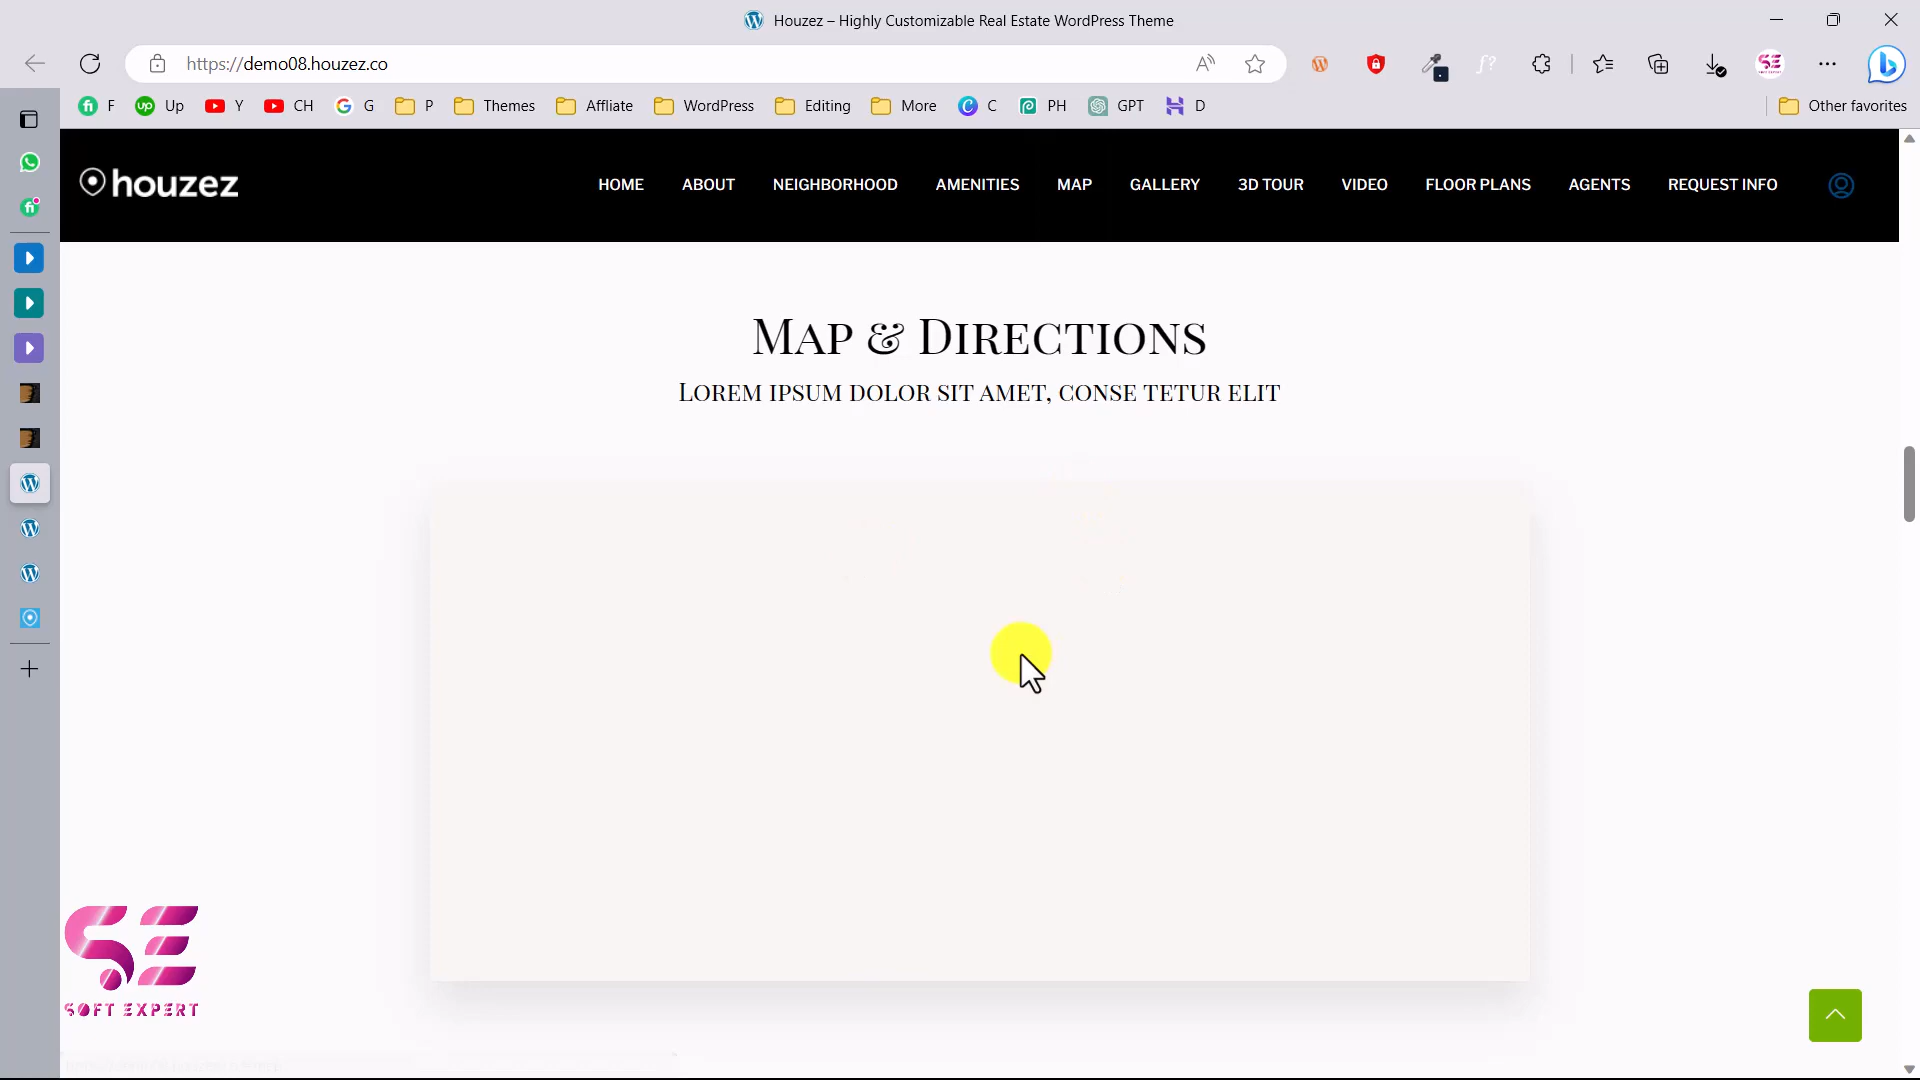 Houzez – Highly Customizable Real Estate WordPress Theme
https://demo08.houzez.co
F Up Y CH G P Themes Affliate WordPress Editing More C PH GPT D Other favorites
houzez HOME ABOUT NEIGHBORHOOD AMENITIES MAP GALLERY 3D TOUR VIDEO FLOOR PLANS AGENTS REQUEST INFO
Map & Directions
Lorem ipsum dolor sit amet, conse tetur elit
SE
SOFT EXPERT